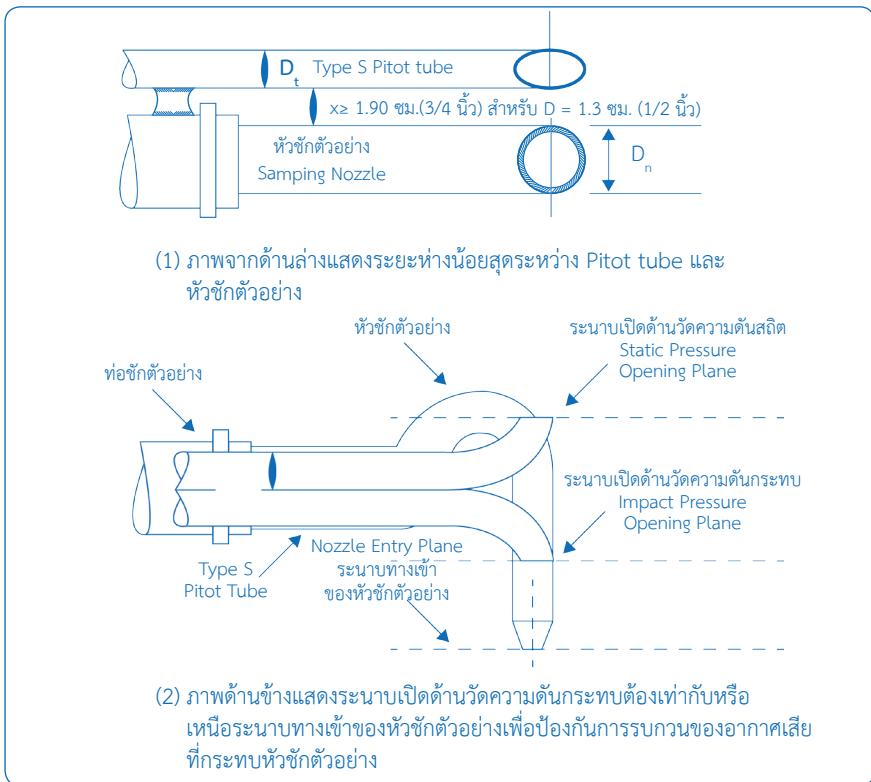 Dt Type S Pitot tube
x≥ 1.90 ซม.(3/4 นิ้ว) สำหรับ D = 1.3 ซม. (1/2 นิ้ว)
หัวชักตัวอย่าง
Samping Nozzle
Dn
(1) ภาพจากด้านล่างแสดงระยะห่างน้อยสุดระหว่าง Pitot tube และ
หัวชักตัวอย่าง
หัวชักตัวอย่าง
ระนาบเปิดด้านวัดความดันสถิต
Static Pressure
Opening Plane
ท่อชักตัวอย่าง
ระนาบเปิดด้านวัดความดันกระทบ
Impact Pressure
Opening Plane
Type S
Pitot Tube
Nozzle Entry Plane
ระนาบทางเข้า
ของหัวชักตัวอย่าง
(2) ภาพด้านข้างแสดงระนาบเปิดด้านวัดความดันกระทบต้องเท่ากับหรือ
เหนือระนาบทางเข้าของหัวชักตัวอย่างเพื่อป้องกันการรบกวนของอากาศเสีย
ที่กระทบหัวชักตัวอย่าง